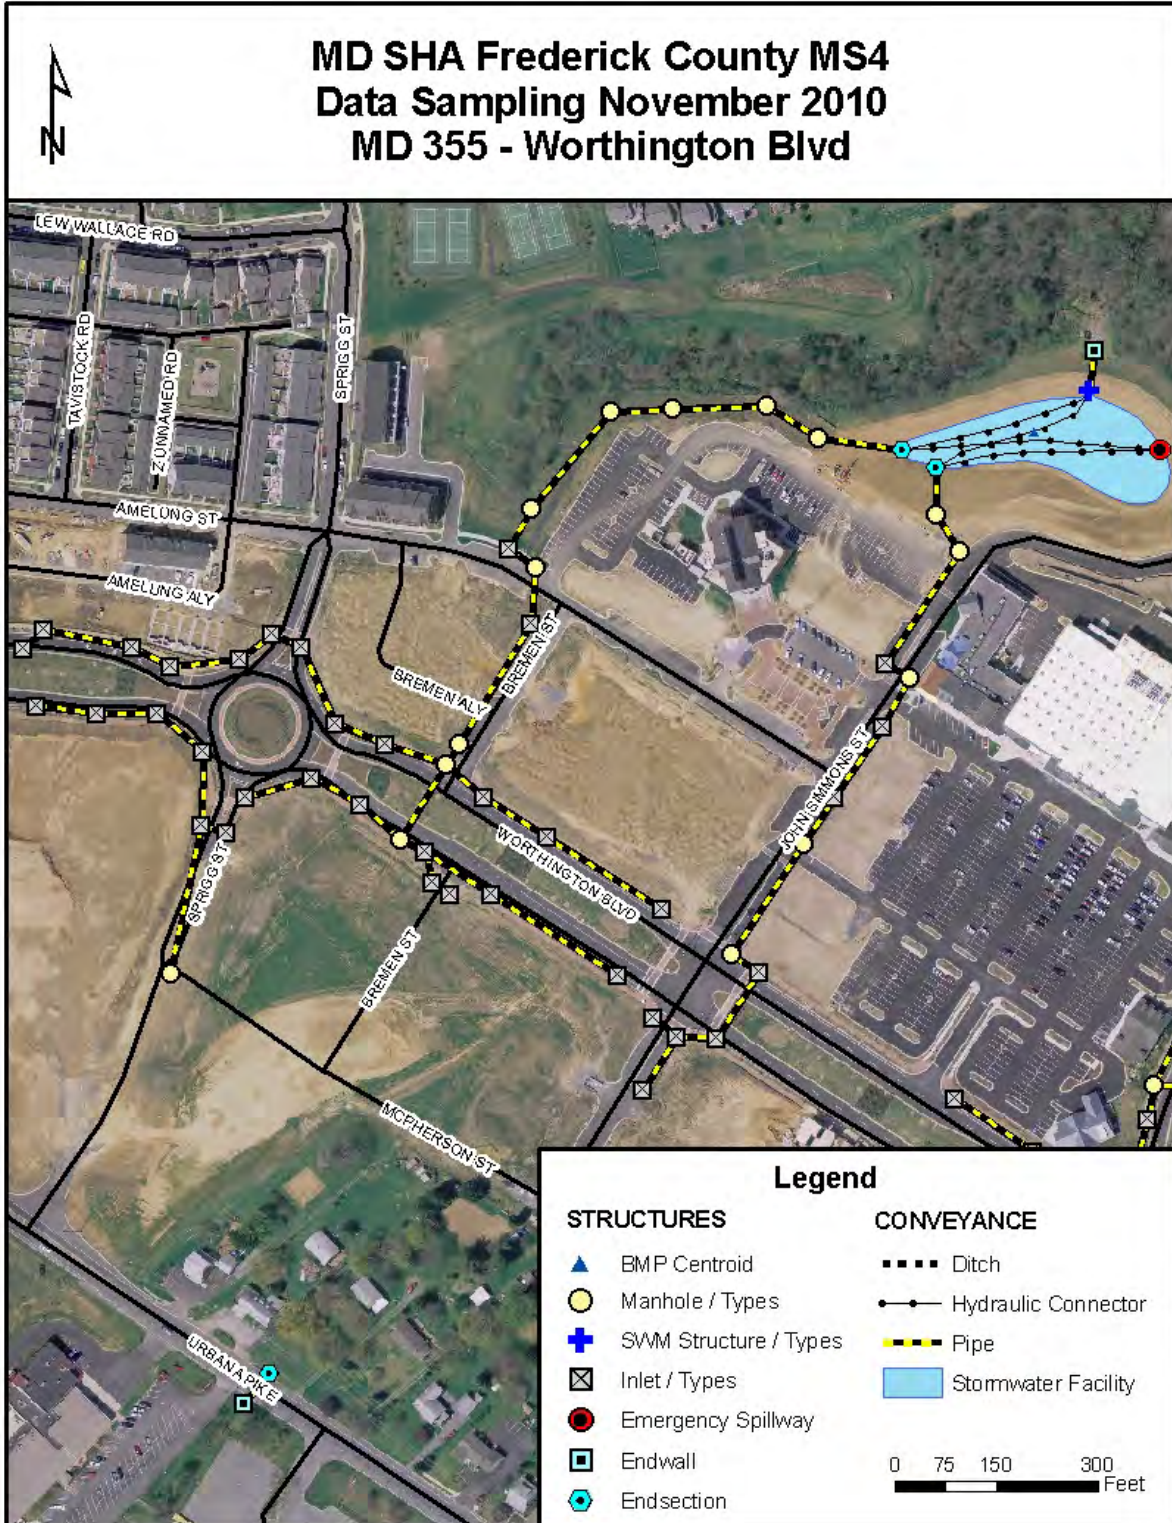 MD SHA Frederick County MS4
Data Sampling November 2010
MD 355 - Worthington Blvd
N
LEW WALLACE RD
TAVISTOCK RD
Z ONNAMED RD
SPRIGG ST
AMELUNG ST
AMELUNG ALY
BREMEN ALY
BREMEN ST
JOHN SIMMONS ST
WORTHINGTON BLVD
SPRIGG ST
BREMEN ST
MCPHERSON ST
URBANA PIKE
Legend
STRUCTURES
BMP Centroid
Manhole / Types
SWM Structure / Types
Inlet / Types
Emergency Spillway
Endwall
Endsection
CONVEYANCE
Ditch
Hydraulic Connector
Pipe
Stormwater Facility
0 75 150 300
Feet